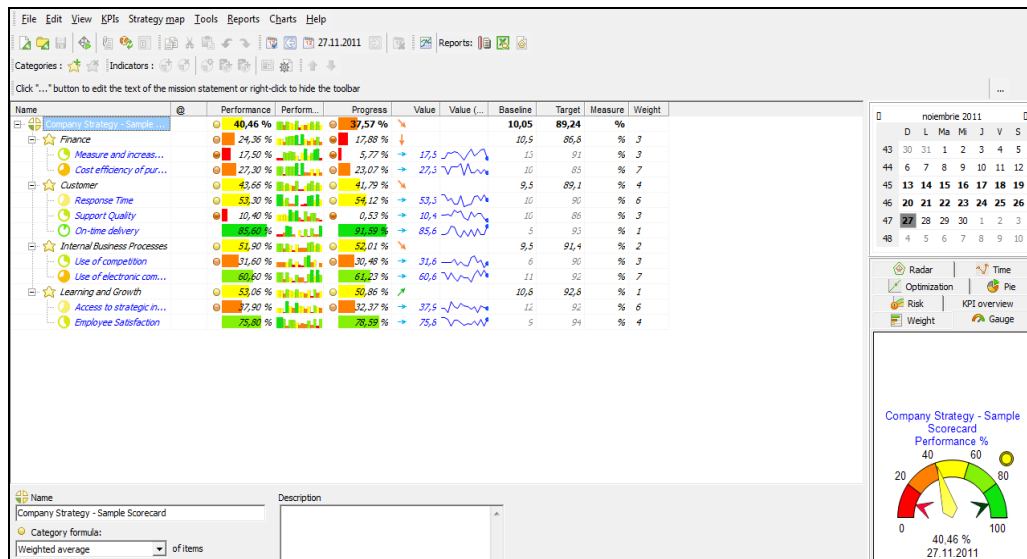 File Edit View KPIs Strategy map Tools Reports Charts Help
27.11.2011 Reports:
Categories: Indicators:
Click "..." button to edit the text of the mission statement or right-click to hide the toolbar ...
Name @ Performance Perform... Progress Value Value (... Baseline Target Measure Weight
Company Strategy - Sample ... 40,46 % 37,57 % 10,05 89,24 %
Finance 24,36 % 17,88 % 10,9 86,8 % 3
Measure and increas... 17,50 % 5,77 % 17,5 13 91 % 3
Cost efficiency of pur... 27,30 % 23,07 % 27,3 10 85 % 7
Customer 43,66 % 41,79 % 9,5 89,1 % 4
Response Time 53,30 % 54,12 % 53,3 10 90 % 6
Support Quality 10,40 % 0,53 % 10,4 10 86 % 3
On-time delivery 85,60 % 91,59 % 85,6 5 93 % 1
Internal Business Processes 51,90 % 52,01 % 9,5 91,4 % 2
Use of competition 31,60 % 30,48 % 31,6 6 90 % 3
Use of electronic com... 60,60 % 61,23 % 60,6 11 92 % 7
Learning and Growth 53,06 % 50,86 % 10,8 92,8 % 1
Access to strategic in... 37,90 % 32,37 % 37,5 12 92 % 6
Employee Satisfaction 75,80 % 78,59 % 75,8 9 94 % 4
noiembrie 2011
D L Ma Mi J V S
43 30 31 1 2 3 4 5
44 6 7 8 9 10 11 12
45 13 14 15 16 17 18 19
46 20 21 22 23 24 25 26
47 27 28 29 30 1 2 3
48 4 5 6 7 8 9 10
Radar Time
Optimization Pie
Risk KPI overview
Weight Gauge
Company Strategy - Sample
Scorecard
Performance %
40 60
20 80
0 100
40,46 %
27.11.2011
Name Description
Company Strategy - Sample Scorecard
Category formula:
Weighted average of items